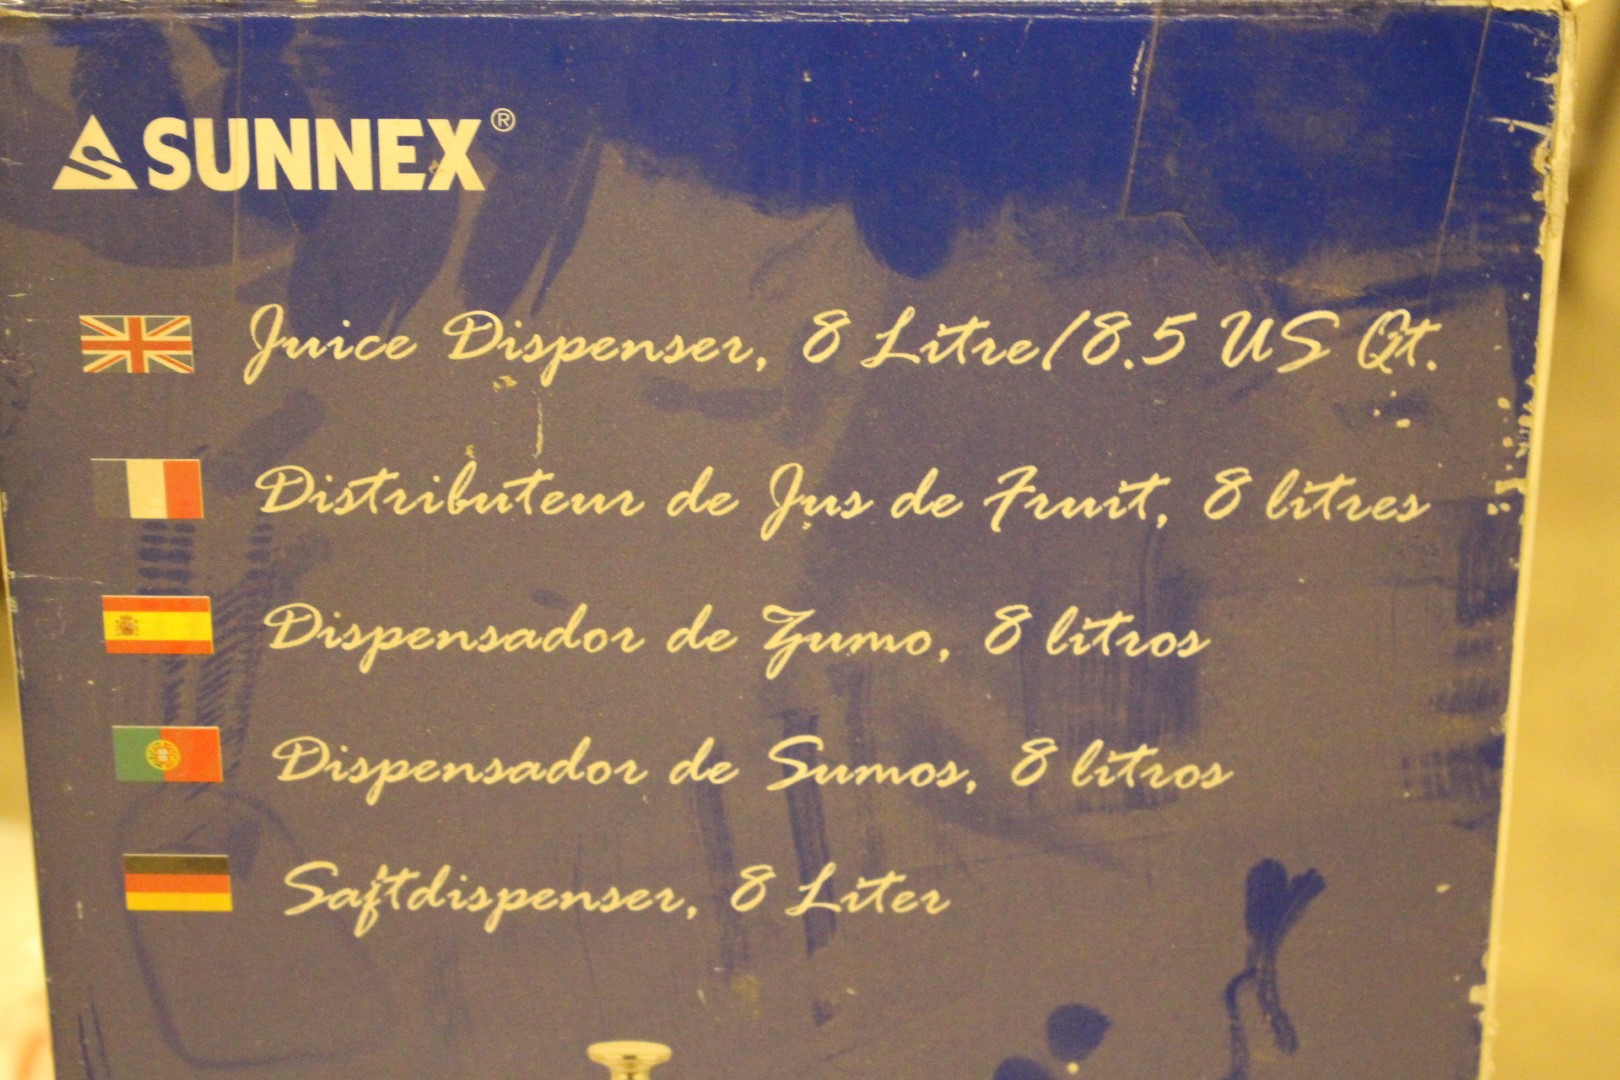 SUNNEX®
Juice Dispenser, 8 Litre/8.5 US Qt.
Distributeur de Jus de Fruit, 8 litres
Dispensador de Zumo, 8 litros
Dispensador de Sumos, 8 litros
Saftdispenser, 8 Liter